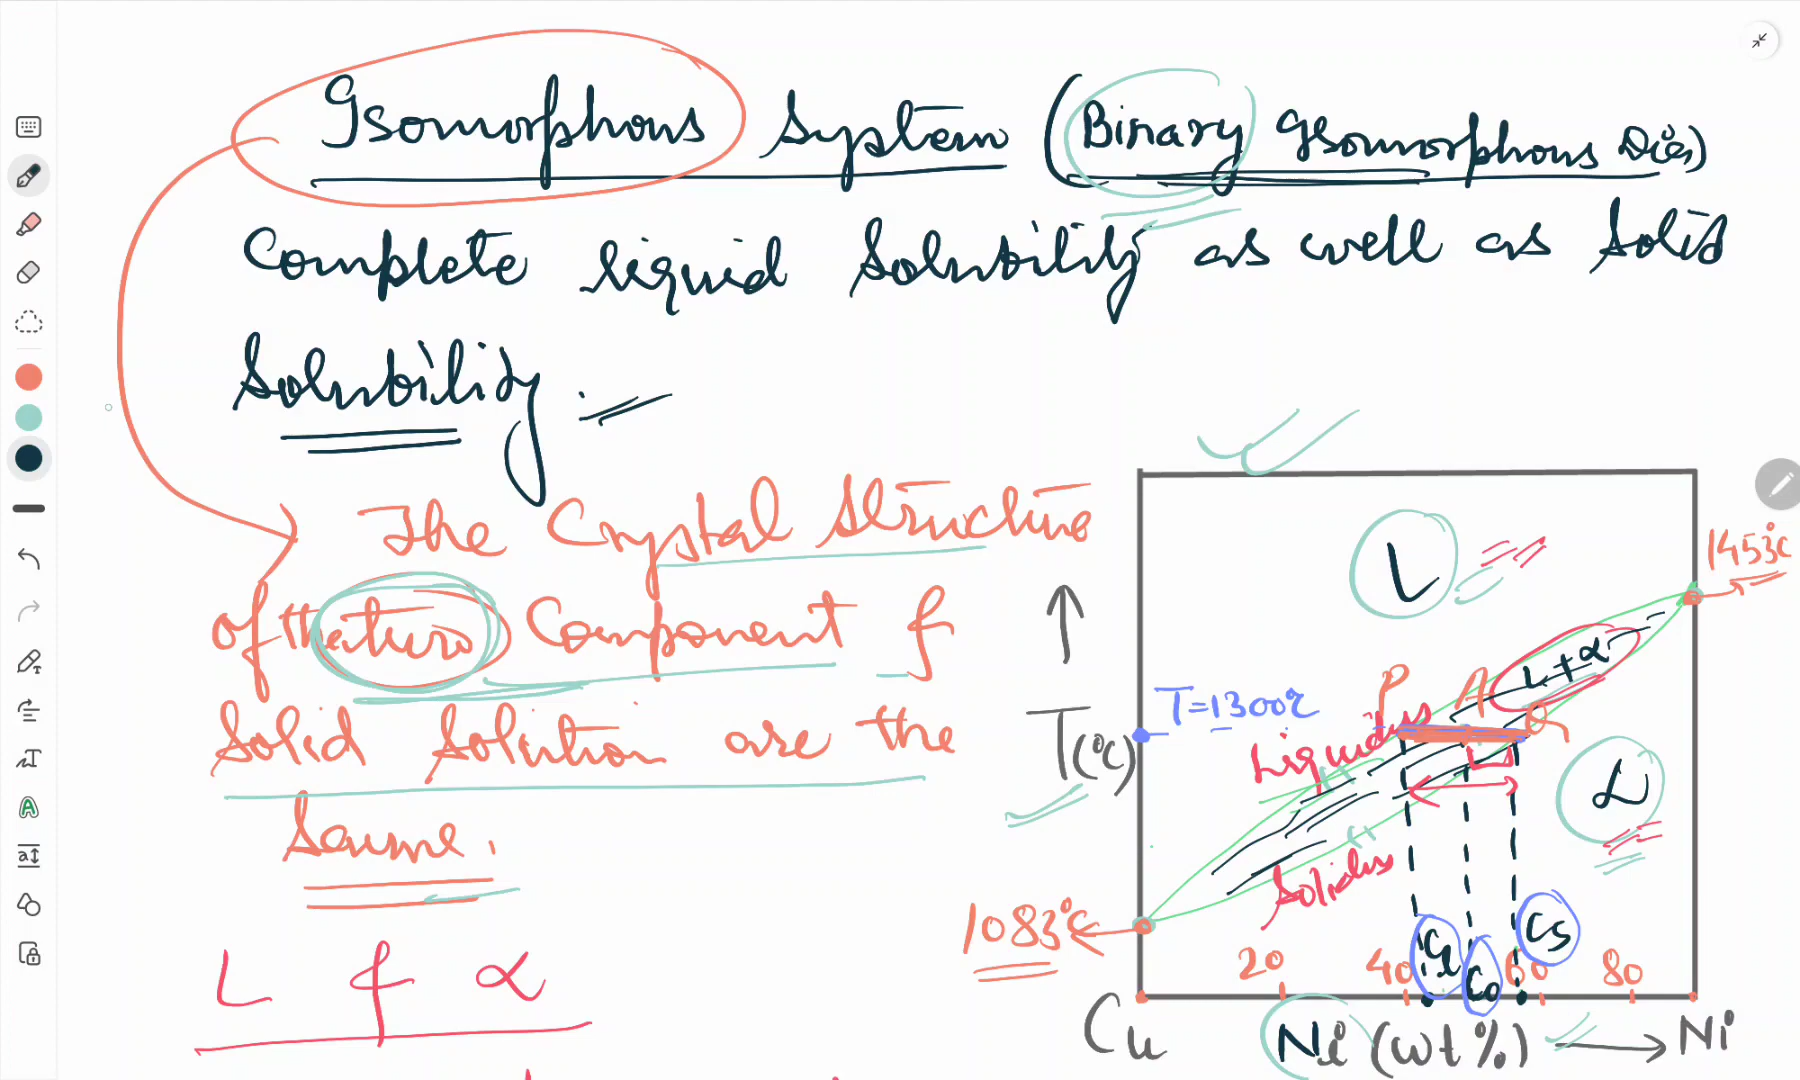 Isomorphous System (Binary Isomorphous Dia)
Complete liquid Solubility as well as Solid
Solubility.
The Crystal Structure
of the two Component &
Solid Solution are the
Same.
L & α
L
1453°C
L + α
P A Q
T=1300°C
Liquidus
T(°C)
α
Solidus
1083°C
20 40 60 80
Cl Co Cs
Cu Ni (wt %) Ni